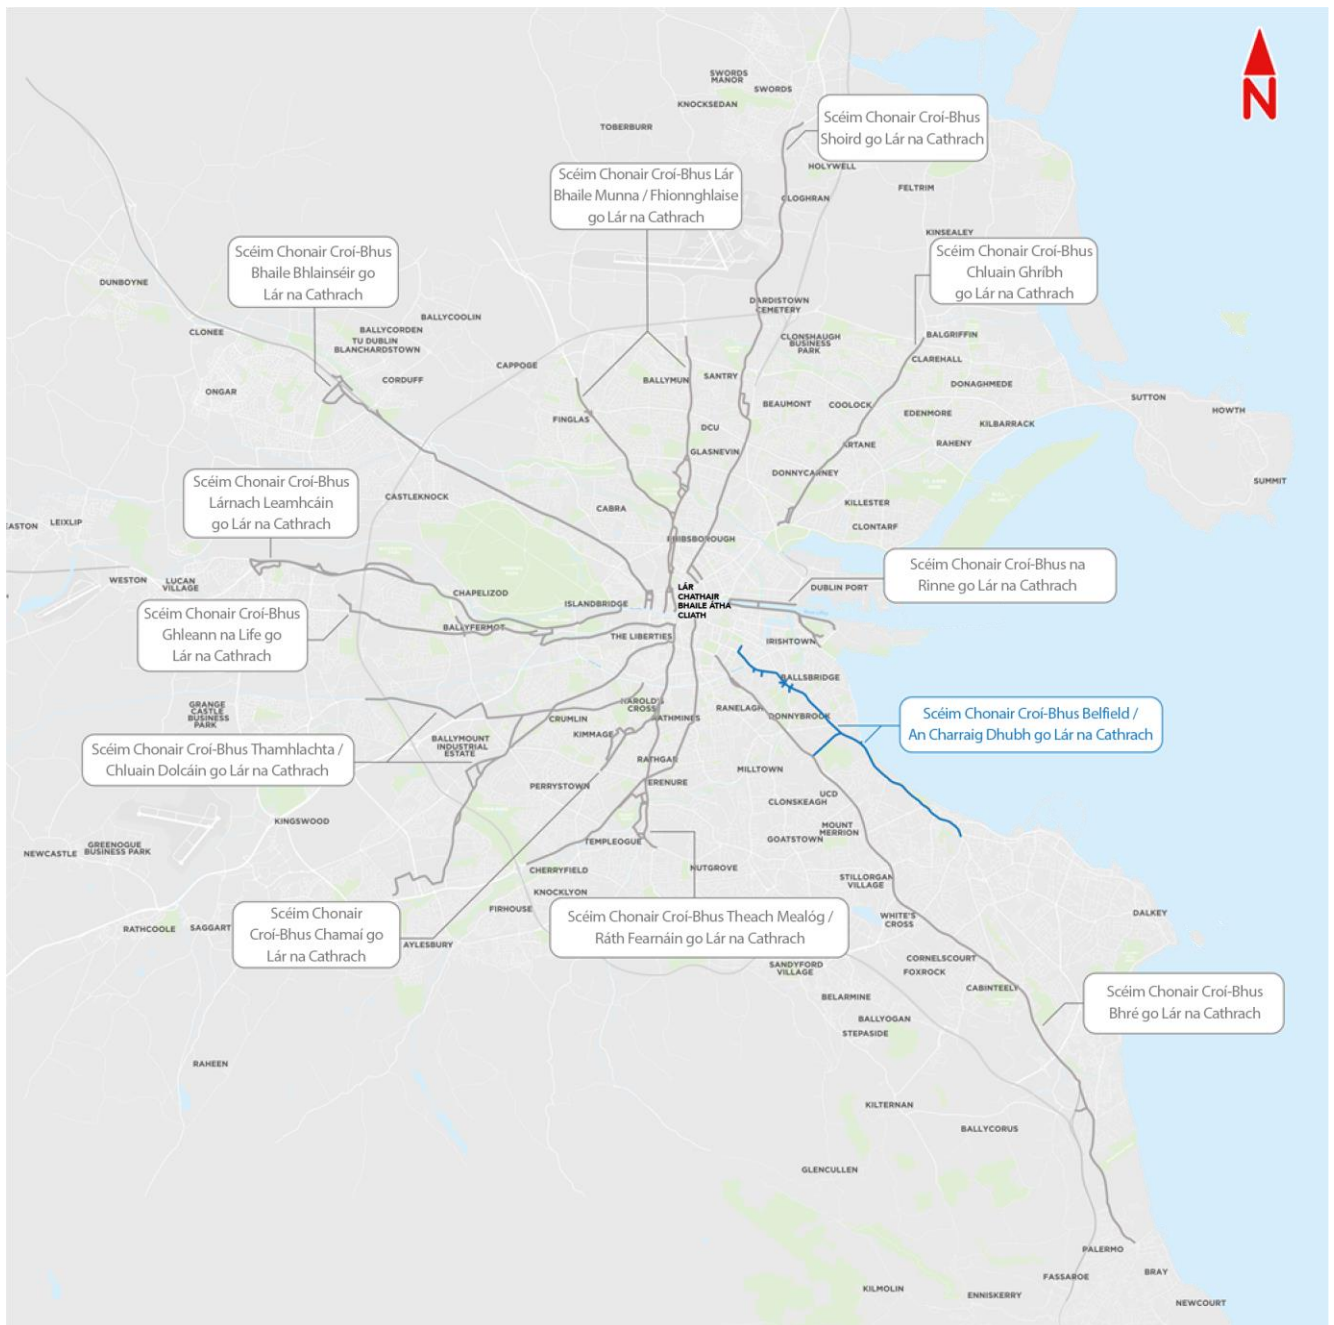 N
SWORDS
MANOR
SWORDS
KNOCKSEDAN
TOBERBURR
Scéim Chonair Croí-Bhus
Shoird go Lár na Cathrach
HOLYWELL
FELTRIM
CLOGHRAN
KINSEALEY
Scéim Chonair Croí-Bhus Lár
Bhaile Munna / Fhionnghlaise
go Lár na Cathrach
Scéim Chonair Croí-Bhus
Bhaile Bhlainséir go
Lár na Cathrach
Scéim Chonair Croí-Bhus
Chluain Ghríbh
go Lár na Cathrach
DUNBOYNE
DARDISTOWN
CEMETERY
BALLYCOOLIN
CLONEE
BALLYCORDEN
TU DUBLIN
BLANCHARDSTOWN
CLONSHAUGH
BUSINESS
PARK
BALGRIFFIN
CLAREHALL
CAPPOGE
CORDUFF
ONGAR
BALLYMUN
SANTRY
DONAGHMEDE
SUTTON
HOWTH
BEAUMONT
COOLOCK
EDENMORE
KILBARRACK
FINGLAS
DCU
GLASNEVIN
ARTANE
RAHENY
DONNYCARNEY
SUMMIT
Scéim Chonair Croí-Bhus
Lárnach Leamhcáin
go Lár na Cathrach
CASTLEKNOCK
CABRA
KILLESTER
CLONTARF
EASTON
LEIXLIP
PHIBSBOROUGH
Scéim Chonair Croí-Bhus na
Rinne go Lár na Cathrach
WESTON
LUCAN
VILLAGE
CHAPELIZOD
ISLANDBRIDGE
LÁR
CHATHAIR
BHAILE ÁTHA
CLIATH
DUBLIN PORT
Scéim Chonair Croí-Bhus
Ghleann na Life go
Lár na Cathrach
BALLYFERMOT
THE LIBERTIES
IRISHTOWN
BALLSBRIDGE
GRANGE
CASTLE
BUSINESS
PARK
HAROLD'S
CROSS
RATHMINES
RANELAGH
DONNYBROOK
CRUMLIN
KIMMAGE
Scéim Chonair Croí-Bhus Belfield /
An Charraig Dhubh go Lár na Cathrach
Scéim Chonair Croí-Bhus Thamhlachta /
Chluain Dolcáin go Lár na Cathrach
BALLYMOUNT
INDUSTRIAL
ESTATE
RATHGAR
MILLTOWN
PERRYSTOWN
TERENURE
UCD
CLONSKEAGH
KINGSWOOD
MOUNT
MERRION
GOATSTOWN
TEMPLEOGUE
NEWCASTLE
GREENOGUE
BUSINESS PARK
CHERRYFIELD
NUTGROVE
STILLORGAN
VILLAGE
KNOCKLYON
FIRHOUSE
Scéim Chonair
Croí-Bhus Chamaí go
Lár na Cathrach
Scéim Chonair Croí-Bhus Theach Mealóg /
Ráth Fearnáin go Lár na Cathrach
WHITE'S
CROSS
DALKEY
RATHCOOLE
SAGGART
AYLESBURY
CORNELSCOURT
FOXROCK
SANDYFORD
VILLAGE
CABINTEELY
Scéim Chonair Croí-Bhus
Bhré go Lár na Cathrach
BELARMINE
BALLYOGAN
STEPASIDE
RAHEEN
KILTERNAN
BALLYCORUS
GLENCULLEN
PALERMO
FASSAROE
BRAY
KILMOLIN
ENNISKERRY
NEWCOURT